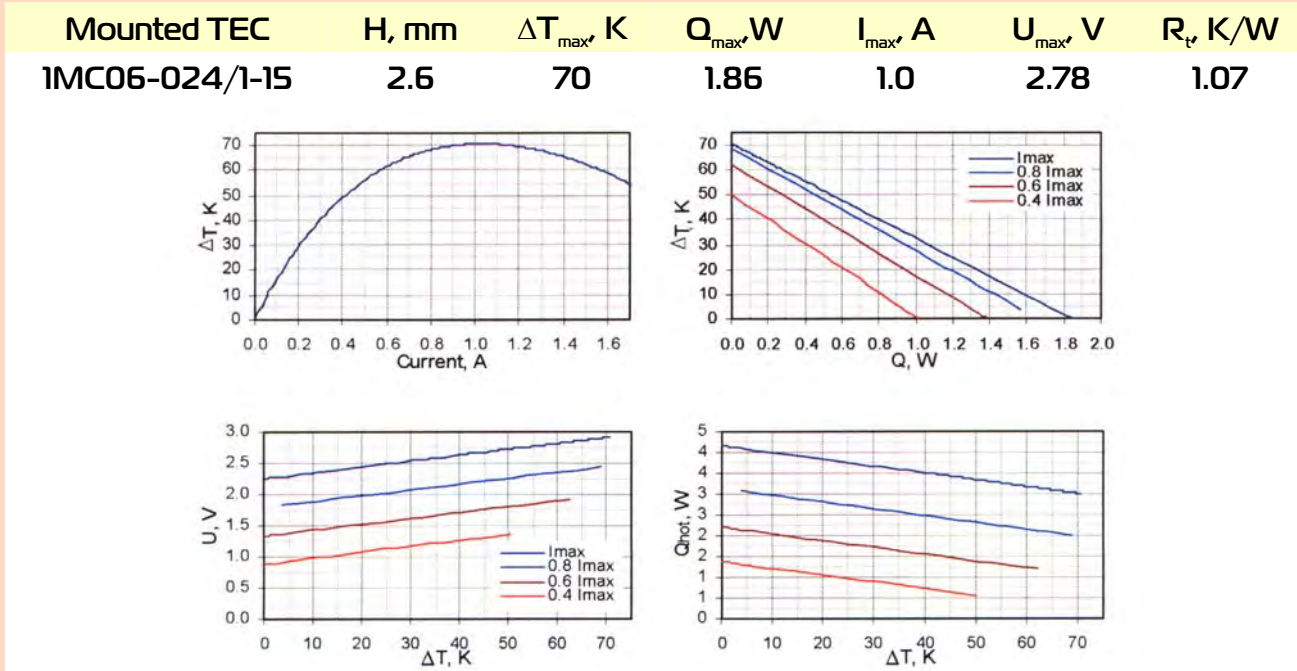 Mounted TEC H, mm ΔTmax, K Qmax,W Imax, A Umax, V Rt, K/W
1MC06-024/1-15 2.6 70 1.86 1.0 2.78 1.07
70
60
50
40
30
20
10
0
ΔT, K
0.0 0.2 0.4 0.6 0.8 1.0 1.2 1.4 1.6
Current, A
70
60
50
40
30
20
10
0
ΔT, K
Imax
0.8 Imax
0.6 Imax
0.4 Imax
0.0 0.2 0.4 0.6 0.8 1.0 1.2 1.4 1.6 1.8 2.0
Q, W
3.0
2.5
2.0
1.5
1.0
0.5
0.0
U, V
Imax
0.8 Imax
0.6 Imax
0.4 Imax
0 10 20 30 40 50 60 70
ΔT, K
5
4
4
3
3
2
2
1
1
0
Qhot, W
0 10 20 30 40 50 60 70
ΔT, K